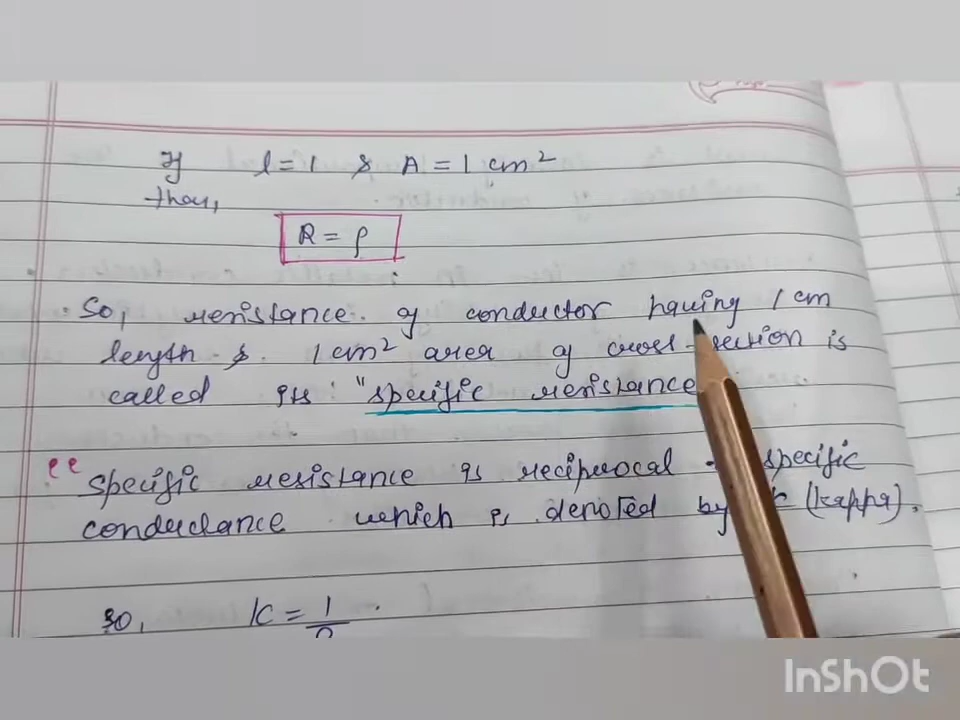 If l = 1 & A = 1 cm²
then,
R = ρ
So, resistance of conductor having 1 cm
length & 1 cm² area of cross-section is
called its "specific resistance
"Specific resistance is reciprocal specific
conductance which is denoted by K (kappa).
So, K = 1/ρ
InShOt